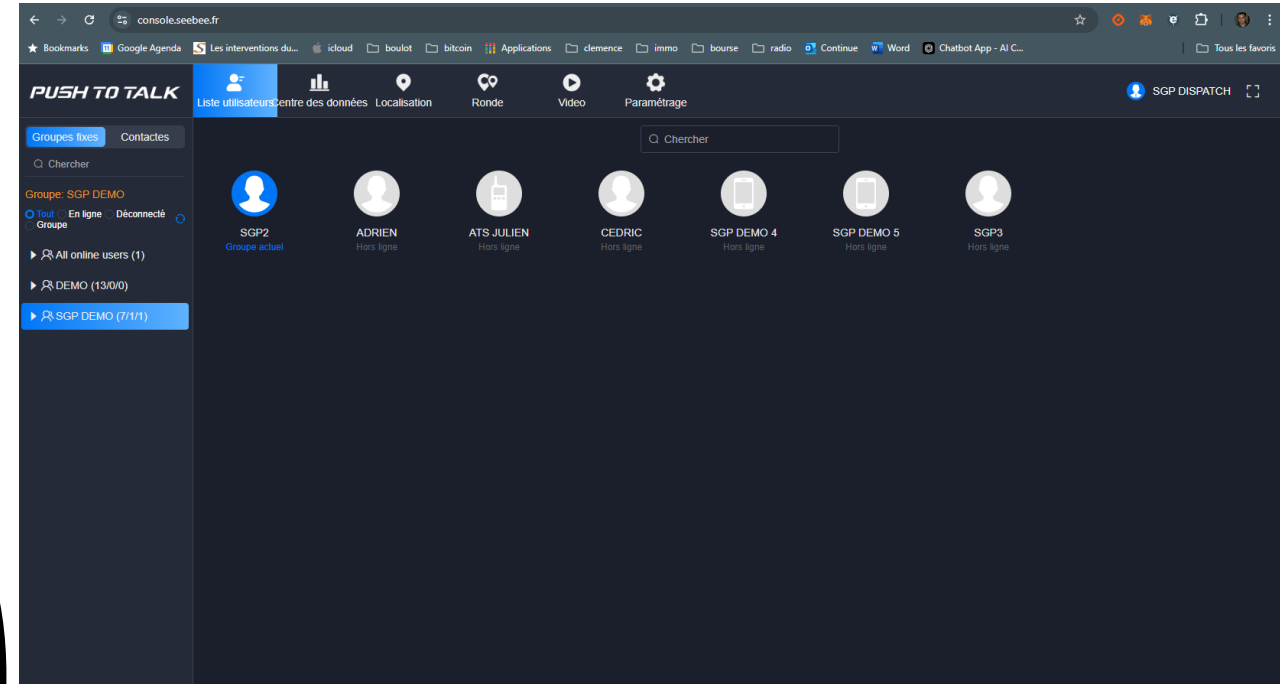 console.seebee.fr
Bookmarks Google Agenda Les interventions du... icloud boulot bitcoin Applications clemence immo bourse radio Continue Word Chatbot App - AI C... Tous les favoris
PUSH TO TALK
Liste utilisateurs Centre des données Localisation Ronde Video Paramétrage
SGP DISPATCH
Groupes fixes Contactes
Chercher
Chercher
Groupe: SGP DEMO
Tout En ligne Déconnecté
Groupe
All online users (1)
DEMO (13/0/0)
SGP DEMO (7/1/1)
SGP2 ADRIEN ATS JULIEN CEDRIC SGP DEMO 4 SGP DEMO 5 SGP3
Groupe actuel Hors ligne Hors ligne Hors ligne Hors ligne Hors ligne Hors ligne